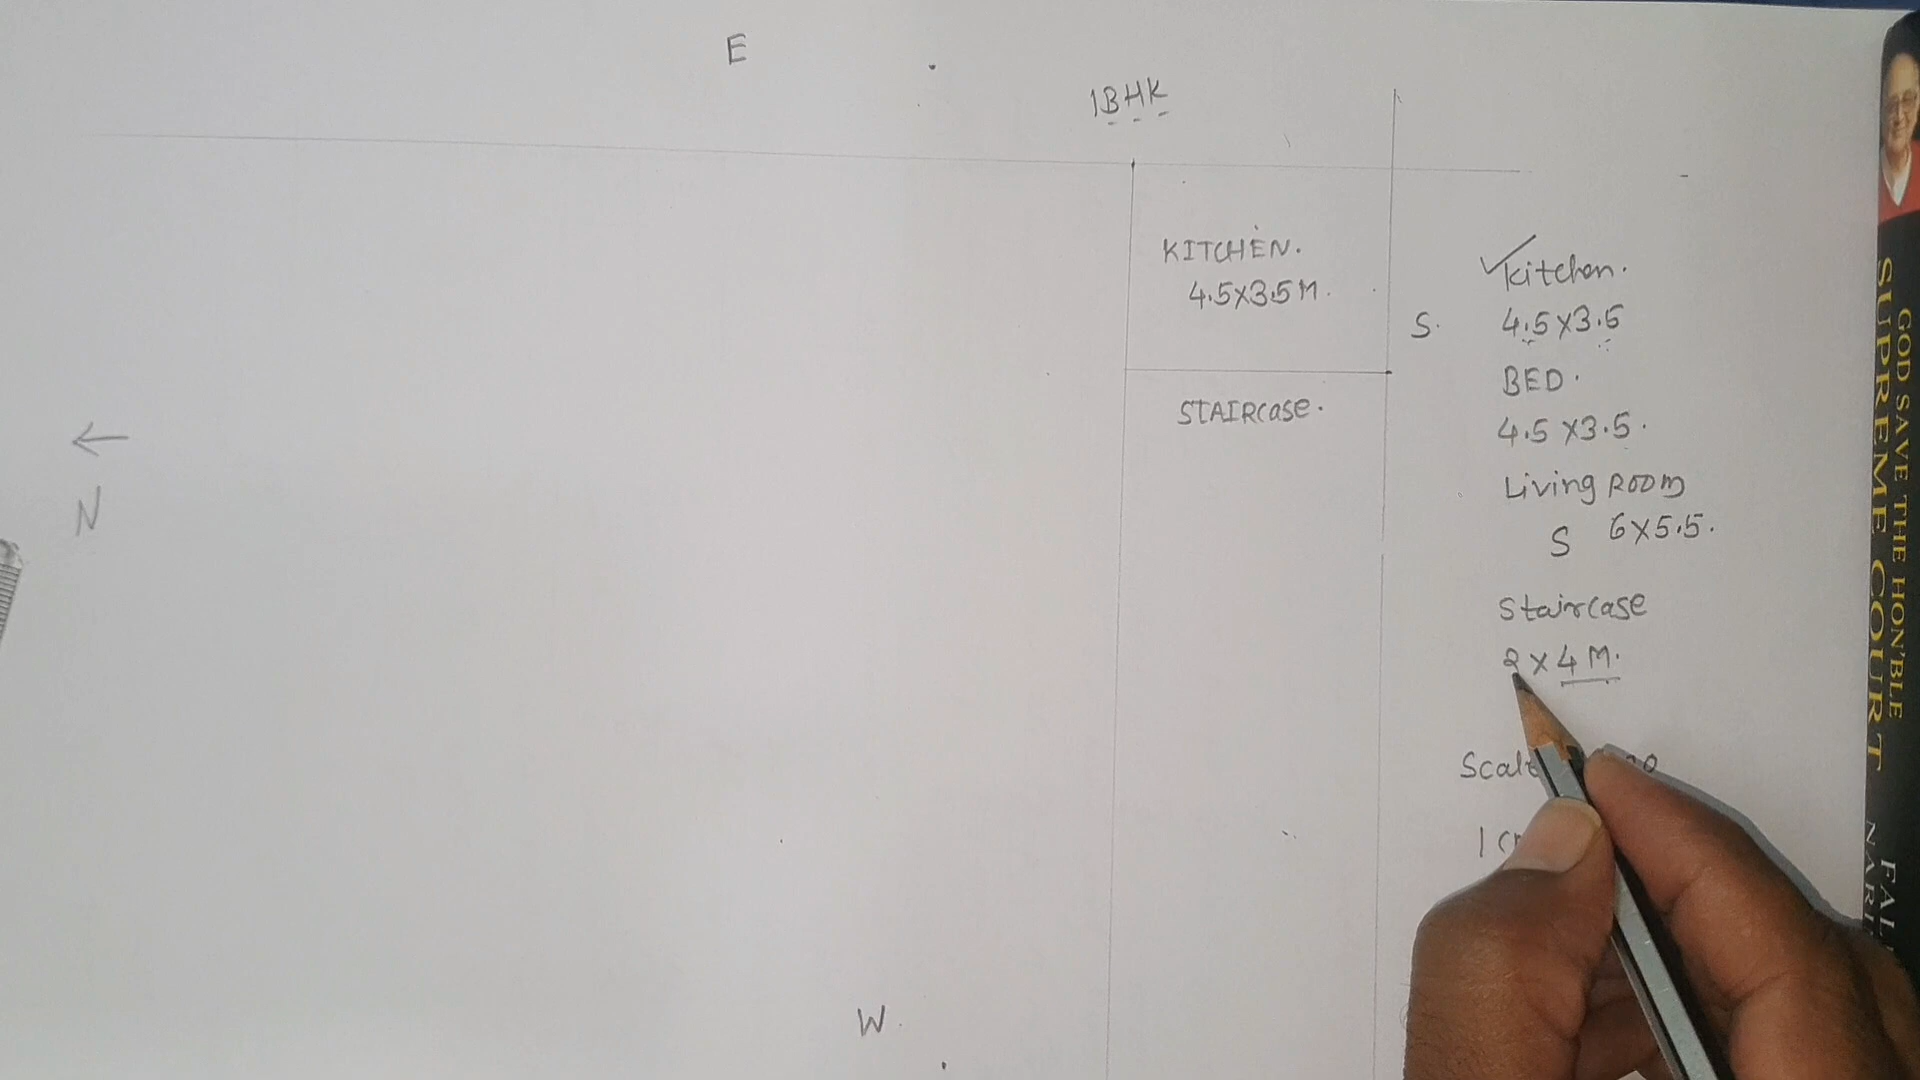 E
1BHK
KITCHEN.
4.5X3.5M.
STAIRCase.
N
W
S.
Kitchen.
4.5X3.5
BED.
4.5X3.5.
Living ROOM
S 6X5.5.
Staircase
2X4M.
GOD SAVE THE HON'BLE
SUPREME COURT